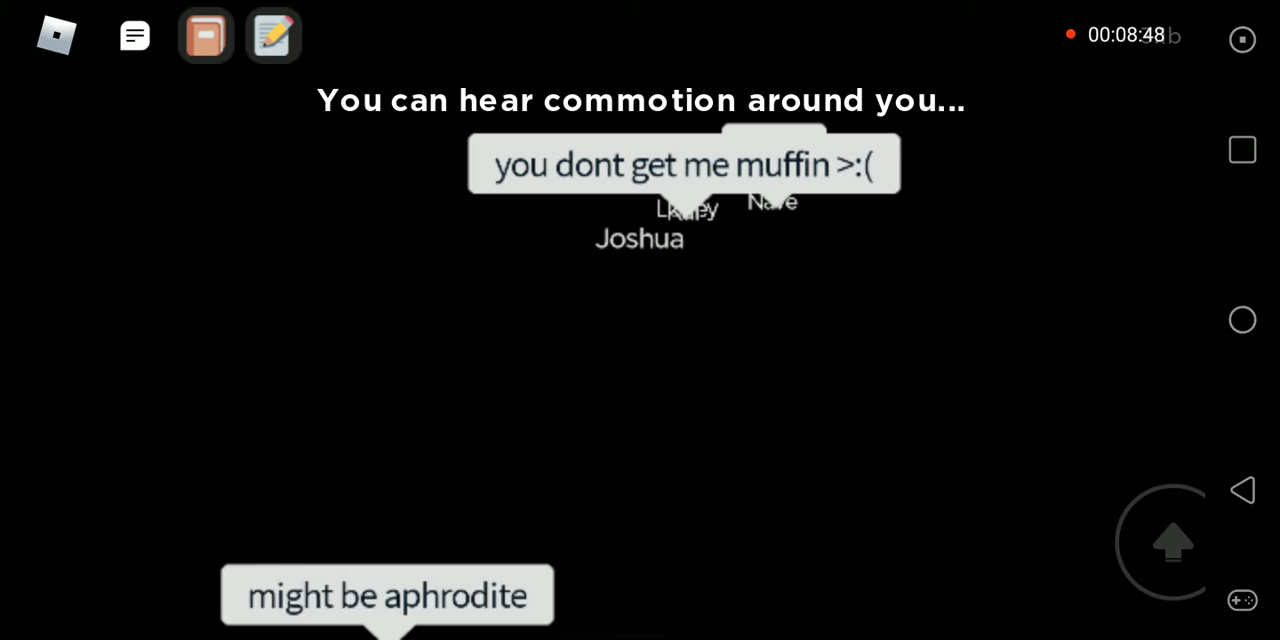 00:08:48
You can hear commotion around you...
you dont get me muffin >:(
Joshua
might be aphrodite